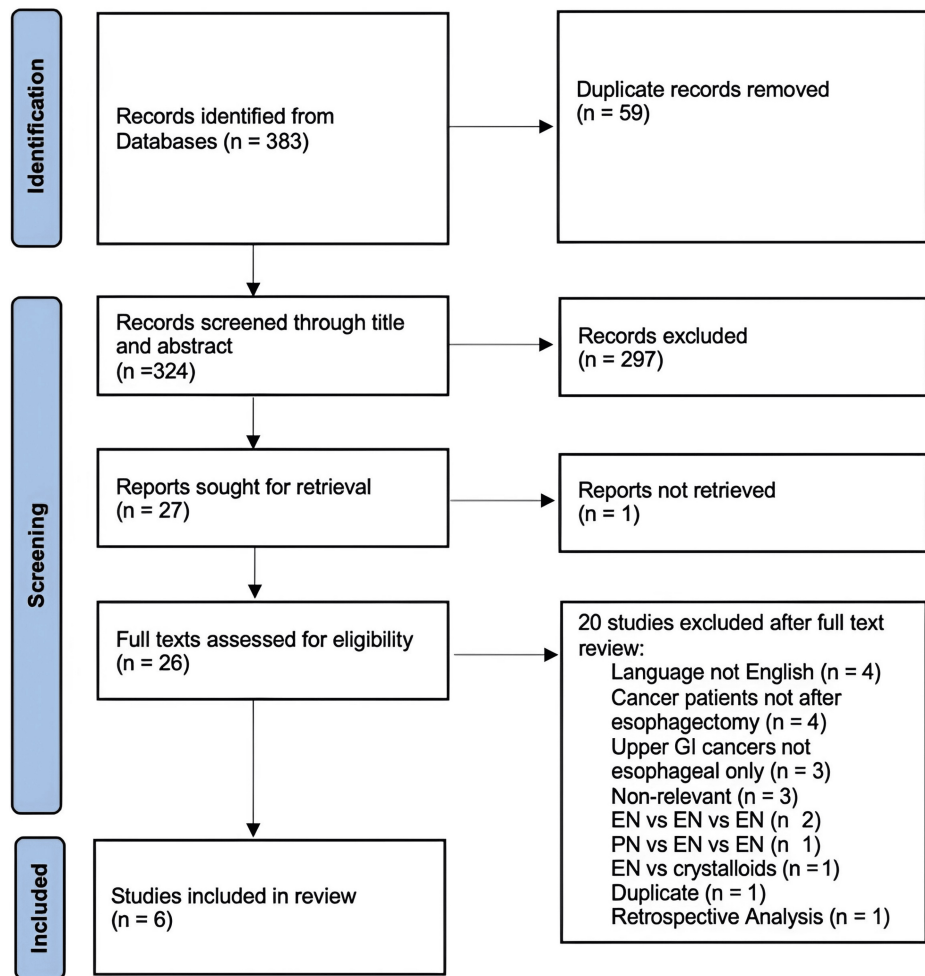 Identification
Records identified from
Databases (n = 383)
Duplicate records removed
(n = 59)
Screening
Records screened through title
and abstract
(n =324)
Records excluded
(n = 297)
Reports sought for retrieval
(n = 27)
Reports not retrieved
(n = 1)
Full texts assessed for eligibility
(n = 26)
20 studies excluded after full text
review:
Language not English (n = 4)
Cancer patients not after
esophagectomy (n = 4)
Upper GI cancers not
esophageal only (n = 3)
Non-relevant (n = 3)
EN vs EN vs EN (n 2)
PN vs EN vs EN (n 1)
EN vs crystalloids (n = 1)
Duplicate (n = 1)
Retrospective Analysis (n = 1)
Included
Studies included in review
(n = 6)